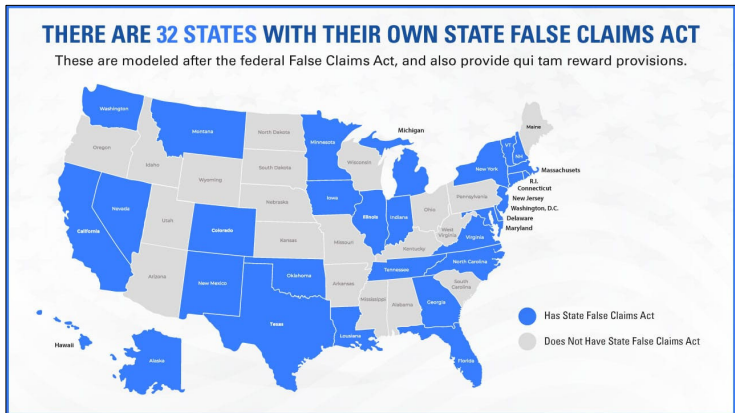 THERE ARE 32 STATES WITH THEIR OWN STATE FALSE CLAIMS ACT
These are modeled after the federal False Claims Act, and also provide qui tam reward provisions.
Washington
Montana
North Dakota
Minnesota
Michigan
Maine
Oregon
Idaho
Wyoming
South Dakota
Wisconsin
VT
NH
New York
Massachusets
R.I.
Connecticut
New Jersey
Washington, D.C.
Delaware
Maryland
Nevada
Utah
Colorado
Nebraska
Iowa
Illinois
Indiana
Ohio
Pennsylvania
California
Kansas
Missouri
Kentucky
West
Virginia
Virginia
Arizona
New Mexico
Oklahoma
Arkansas
Tennessee
North Carolina
South
Carolina
Texas
Louisiana
Mississippi
Alabama
Georgia
Florida
Hawaii
Alaska
Has State False Claims Act
Does Not Have State False Claims Act